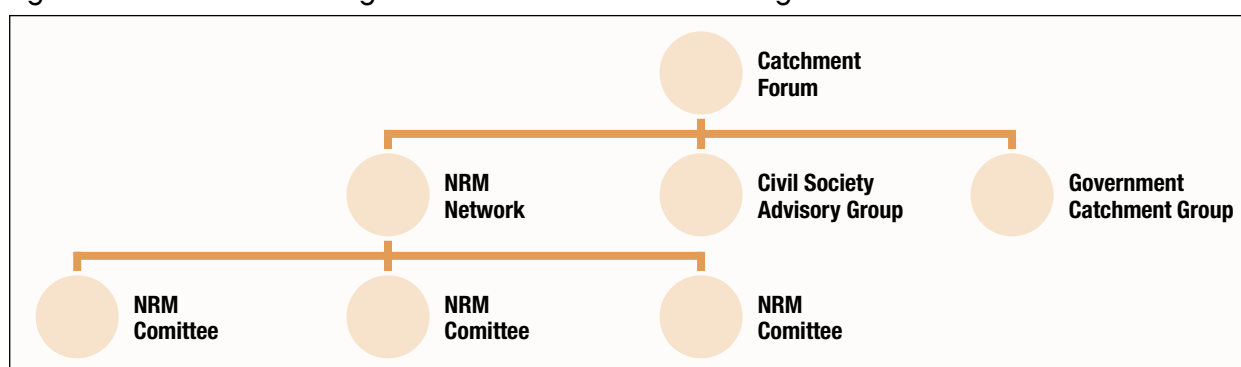 Catchment
Forum
NRM
Network
Civil Society
Advisory Group
Government
Catchment Group
NRM
Comittee
NRM
Comittee
NRM
Comittee